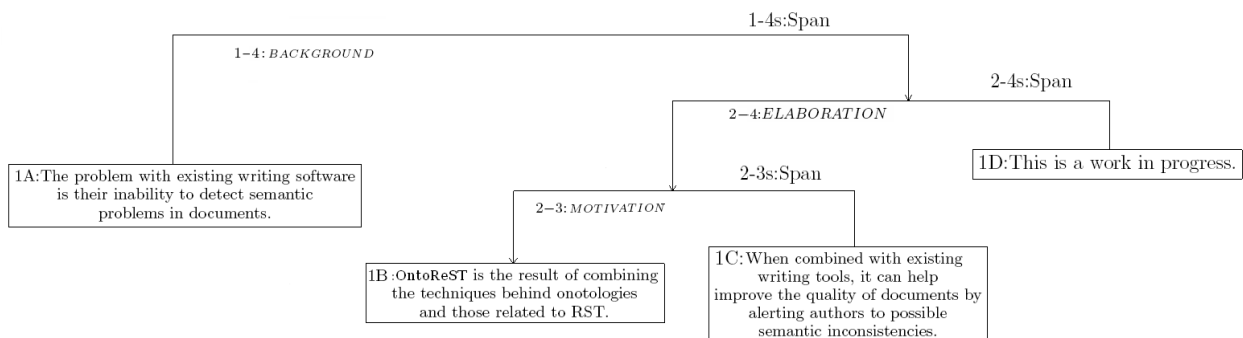 1-4s:Span
1−4:BACKGROUND
2-4s:Span
2−4:ELABORATION
1D:This is a work in progress.
1A:The problem with existing writing software
is their inability to detect semantic
problems in documents.
2-3s:Span
2−3:MOTIVATION
1B:OntoReST is the result of combining
the techniques behind onotologies
and those related to RST.
1C:When combined with existing
writing tools, it can help
improve the quality of documents by
alerting authors to possible
semantic inconsistencies.